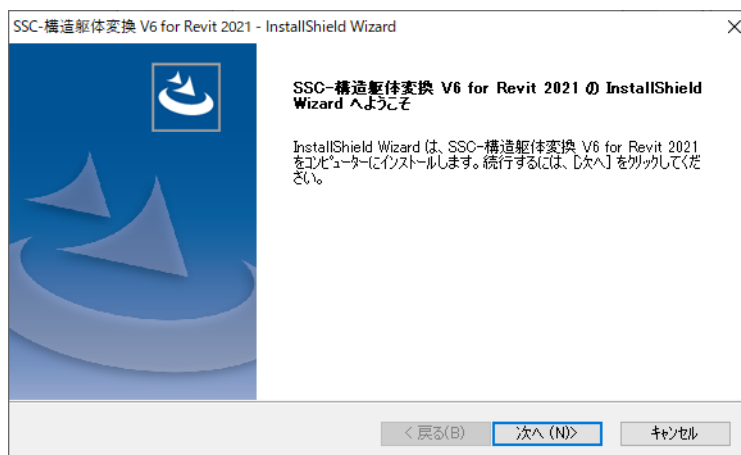 SSC-構造躯体変換 V6 for Revit 2021 - InstallShield Wizard
SSC-構造躯体変換 V6 for Revit 2021 の InstallShield
Wizard へようこそ
InstallShield Wizard は、SSC-構造躯体変換 V6 for Revit 2021
をコンピューターにインストールします。続行するには、[次へ] をクリックしてくだ
さい。
< 戻る(B)
次へ (N)>
キャンセル